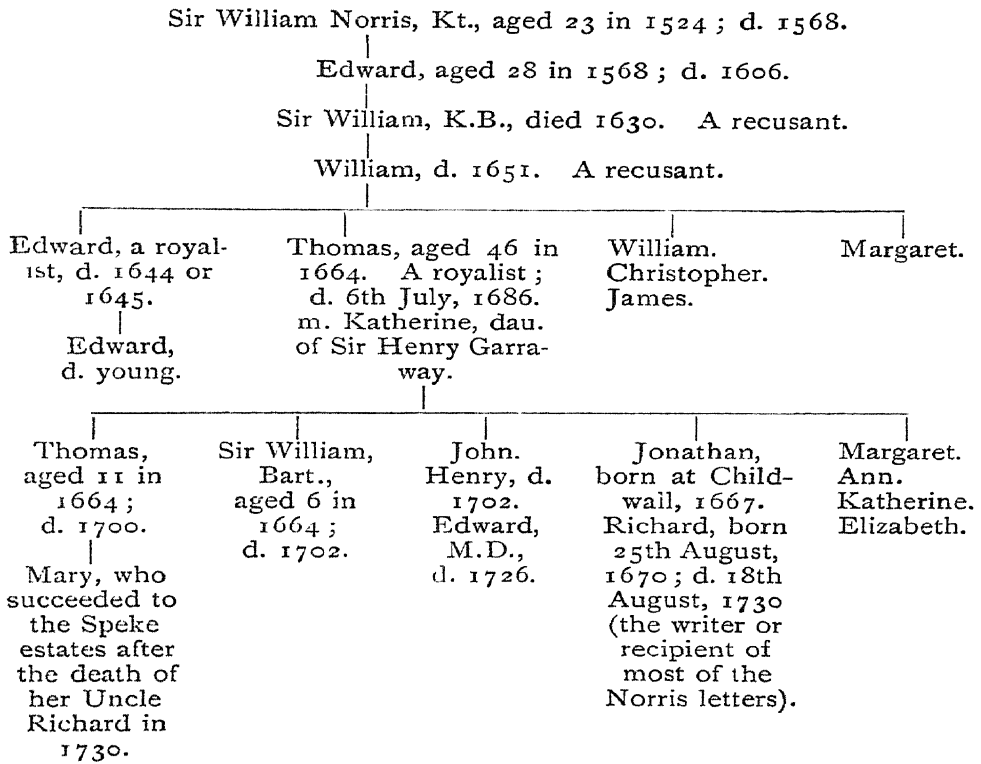 Sir William Norris, Kt., aged 23 in 1524 ; d. 1568.
Edward, aged 28 in 1568 ; d. 1606.
Sir William, K.B., died 1630. A recusant.
William, d. 1651. A recusant.
Edward, a royal-
ist, d. 1644 or
1645.
Edward,
d. young.
Thomas, aged 46 in
1664. A royalist ;
d. 6th July, 1686.
m. Katherine, dau.
of Sir Henry Garra-
way.
William.
Christopher.
James.
Margaret.
Thomas,
aged 11 in
1664 ;
d. 1700.
Mary, who
succeeded to
the Speke
estates after
the death of
her Uncle
Richard in
1730.
Sir William,
Bart.,
aged 6 in
1664 ;
d. 1702.
John.
Henry, d.
1702.
Edward,
M.D.,
d. 1726.
Jonathan,
born at Child-
wall, 1667.
Richard, born
25th August,
1670 ; d. 18th
August, 1730
(the writer or
recipient of
most of the
Norris letters).
Margaret.
Ann.
Katherine.
Elizabeth.